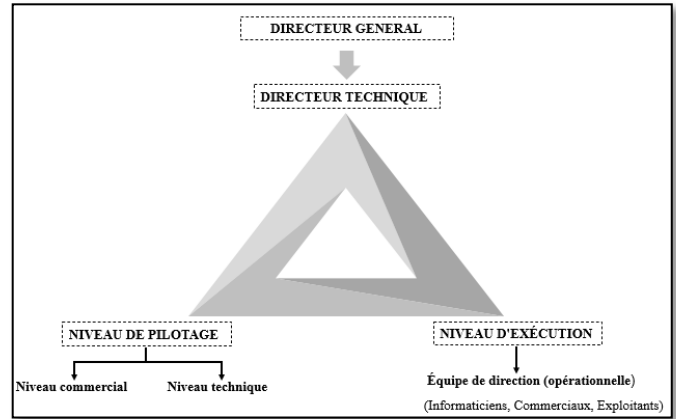 DIRECTEUR GENERAL
DIRECTEUR TECHNIQUE
NIVEAU DE PILOTAGE
NIVEAU D'EXÉCUTION
Niveau commercial
Niveau technique
Équipe de direction (opérationnelle)
(Informaticiens, Commerciaux, Exploitants)